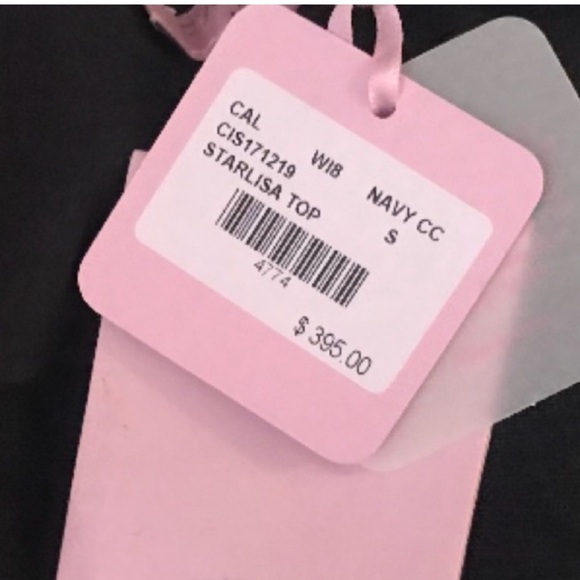 CAL WI8 NAVY CC
CIS171219 S
STARLISA TOP
4774
$ 395.00